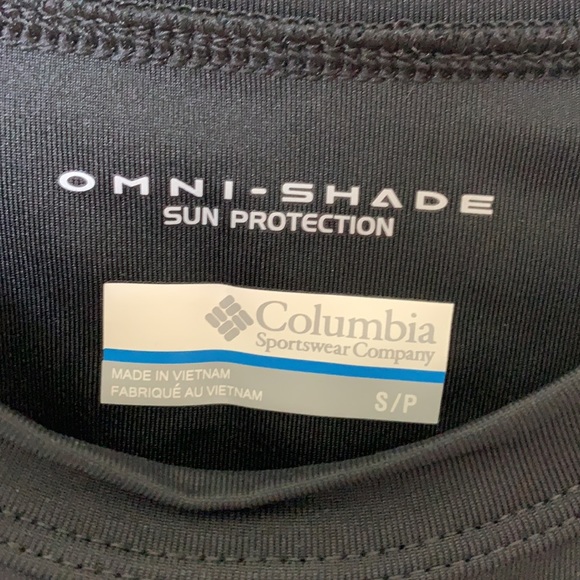 OMNI-SHADE
SUN PROTECTION
Columbia
Sportswear Company
MADE IN VIETNAM
FABRIQUÉ AU VIETNAM
S/P